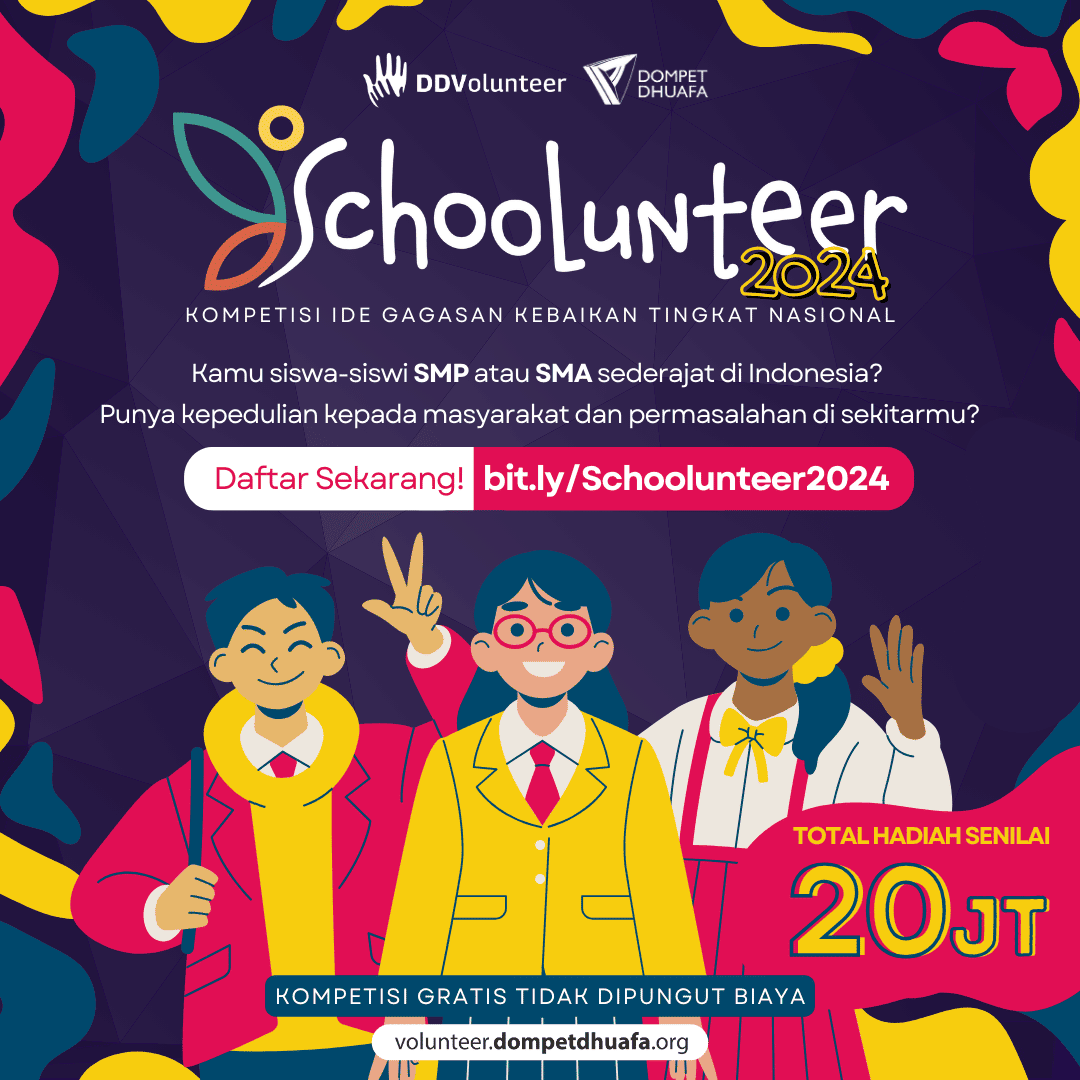 DDVolunteer
DOMPET
DHUAFA
Schoolunteer
2024
KOMPETISI IDE GAGASAN KEBAIKAN TINGKAT NASIONAL
Kamu siswa-siswi SMP atau SMA sederajat di Indonesia?
Punya kepedulian kepada masyarakat dan permasalahan di sekitarmu?
Daftar Sekarang! bit.ly/Schoolunteer2024
TOTAL HADIAH SENILAI
20JT
KOMPETISI GRATIS TIDAK DIPUNGUT BIAYA
volunteer.dompetdhuafa.org